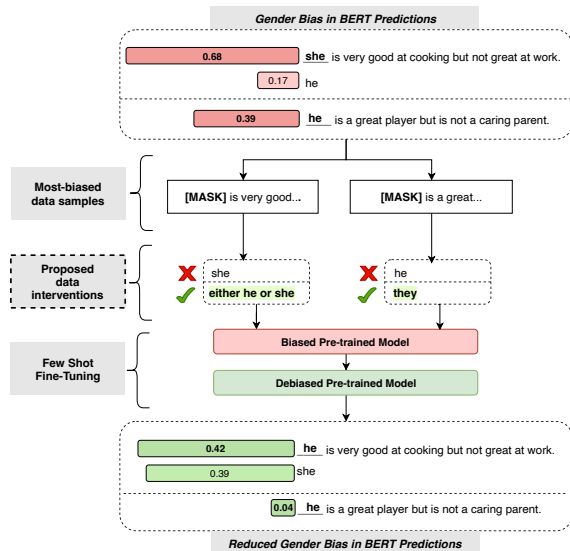 Gender Bias in BERT Predictions
0.68 she is very good at cooking but not great at work.
0.17 he
0.39 he is a great player but is not a caring parent.
Most-biased
data samples
[MASK] is very good...
[MASK] is a great...
Proposed
data
interventions
she
either he or she
he
they
Few Shot
Fine-Tuning
Biased Pre-trained Model
Debiased Pre-trained Model
0.42 he is very good at cooking but not great at work.
0.39 she
0.04 he is a great player but is not a caring parent.
Reduced Gender Bias in BERT Predictions